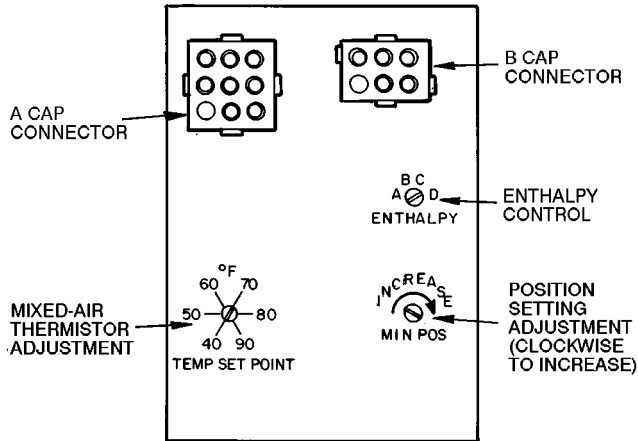 A CAP
CONNECTOR
B CAP
CONNECTOR
A B C D
ENTHALPY
ENTHALPY
CONTROL
°F
60 70
50 80
40 90
TEMP SET POINT
MIXED-AIR
THERMISTOR
ADJUSTMENT
INCREASE
MIN POS
POSITION
SETTING
ADJUSTMENT
(CLOCKWISE
TO INCREASE)